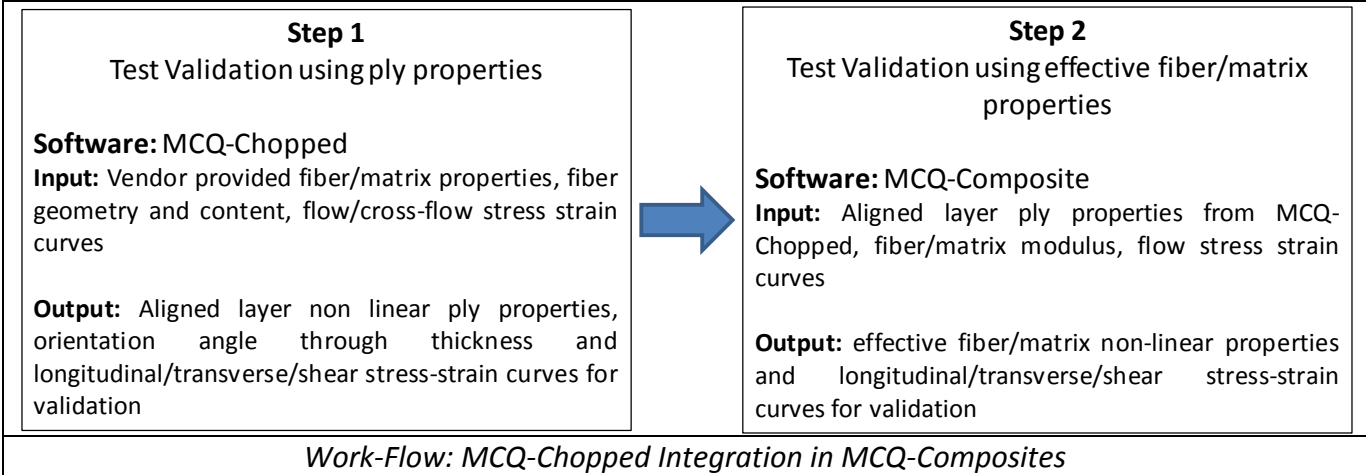 Step 1
Test Validation using ply properties
Software: MCQ-Chopped
Input: Vendor provided fiber/matrix properties, fiber
geometry and content, flow/cross-flow stress strain
curves
Output: Aligned layer non linear ply properties,
orientation angle through thickness and
longitudinal/transverse/shear stress-strain curves for
validation
Step 2
Test Validation using effective fiber/matrix
properties
Software: MCQ-Composite
Input: Aligned layer ply properties from MCQ-
Chopped, fiber/matrix modulus, flow stress strain
curves
Output: effective fiber/matrix non-linear properties
and longitudinal/transverse/shear stress-strain
curves for validation
Work-Flow: MCQ-Chopped Integration in MCQ-Composites